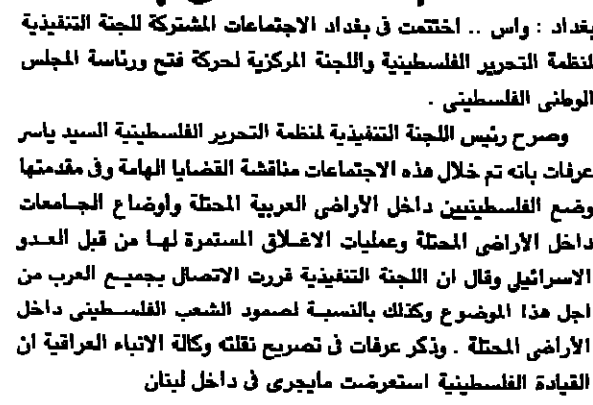 بغداد : واس .. اختتمت فى بغداد الاجتماعات المشتركة للجنة التنفيذية
لمنظمة التحرير الفلسطينية واللجنة المركزية لحركة فتح ورئاسة المجلس
الوطنى الفلسطينى .
وصرح رئيس اللجنة التنفيذية لمنظمة التحرير الفلسطينية السيد ياسر
عرفات بانه تم خلال هذه الاجتماعات مناقشة القضايا الهامة وفى مقدمتها
وضع الفلسطينيين داخل الأراضى العربية المحتلة وأوضاع الجامعات
داخل الأراضى المحتلة وعمليات الاغلاق المستمرة لها من قبل العدو
الاسرائيلى وقال ان اللجنة التنفيذية قررت الاتصال بجميع العرب من
اجل هذا الموضوع وكذلك بالنسبة لصمود الشعب الفلسطينى داخل
الأراضى المحتلة . وذكر عرفات فى تصريح نقلته وكالة الانباء العراقية ان
القيادة الفلسطينية استعرضت مايجرى فى داخل لبنان